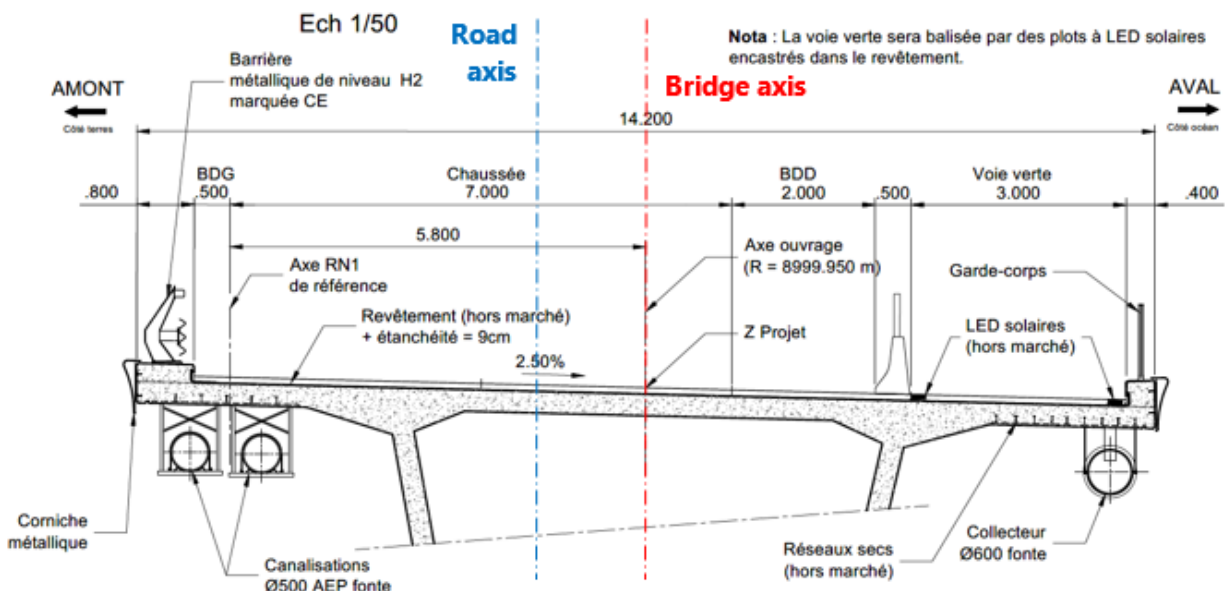 Ech 1/50
Road
axis
Bridge axis
Nota : La voie verte sera balisée par des plots à LED solaires
encastrés dans le revêtement.
Barrière
métallique de niveau H2
marquée CE
AMONT
Côté terres
AVAL
Côté océan
14.200
BDG
Chaussée
BDD
Voie verte
.800
.500
7.000
2.000
.500
3.000
.400
5.800
Axe RN1
de référence
Axe ouvrage
(R = 8999.950 m)
Garde-corps
Revêtement (hors marché)
+ étanchéité = 9cm
Z Projet
LED solaires
(hors marché)
2.50%
Corniche
métallique
Canalisations
Ø500 AEP fonte
Réseaux secs
(hors marché)
Collecteur
Ø600 fonte